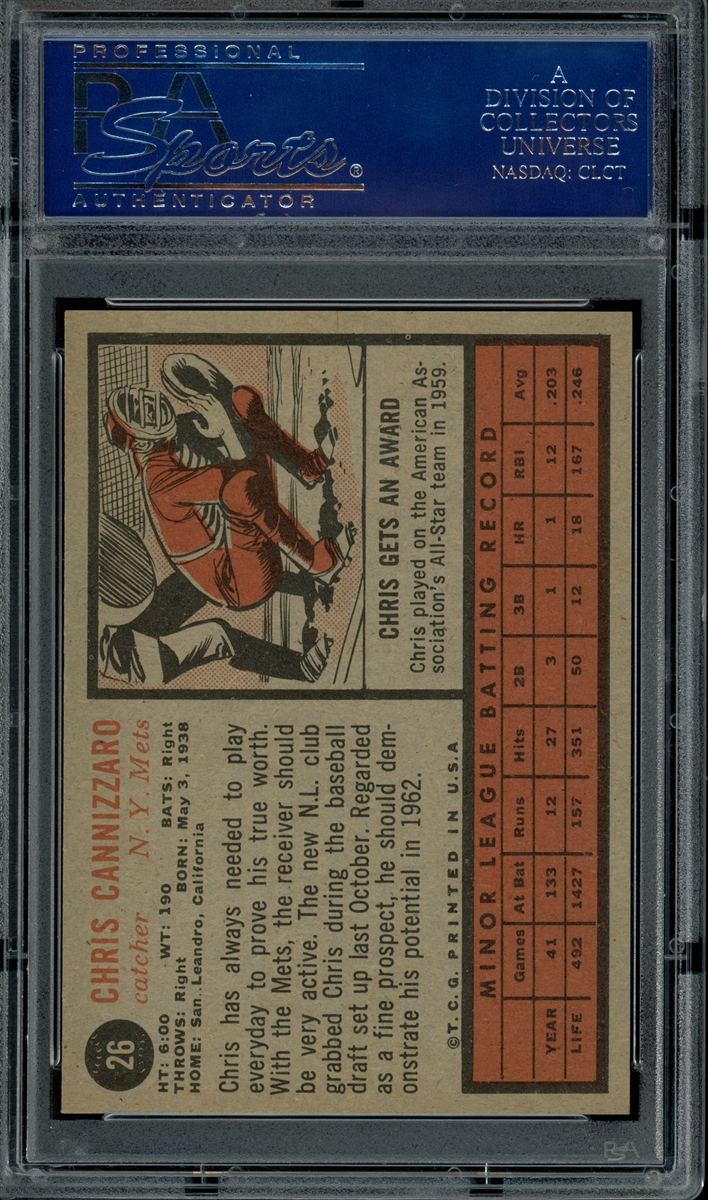 PROFESSIONAL
PSA
Sports®
AUTHENTICATOR
A
DIVISION OF
COLLECTORS
UNIVERSE
NASDAQ: CLCT
26
CHRIS CANNIZZARO
catcher N. Y. Mets
HT: 6:00 WT: 190 BATS: Right
THROWS: Right BORN: May 3, 1938
HOME: San Leandro, California
Chris has always needed to play
everyday to prove his true worth.
With the Mets, the receiver should
be very active. The new N.L. club
grabbed Chris during the baseball
draft set up last October. Regarded
as a fine prospect, he should dem-
onstrate his potential in 1962.
©T. C. G. PRINTED IN U.S.A.
CHRIS GETS AN AWARD
Chris played on the American As-
sociation's All-Star team in 1959.
MINOR LEAGUE BATTING RECORD
Games At Bat Runs Hits 2B 3B HR RBI Avg
YEAR 41 133 12 27 3 1 1 12 .203
LIFE 492 1427 157 351 50 12 18 167 .246
PSA